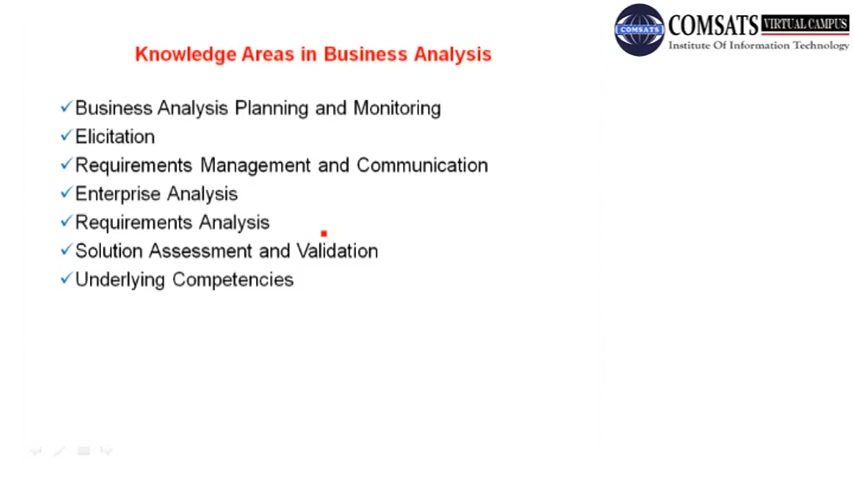 COMSATS VIRTUAL CAMPUS
COMSATS
Institute Of Information Technology
Knowledge Areas in Business Analysis
✓Business Analysis Planning and Monitoring
✓Elicitation
✓Requirements Management and Communication
✓Enterprise Analysis
✓Requirements Analysis
✓Solution Assessment and Validation
✓Underlying Competencies